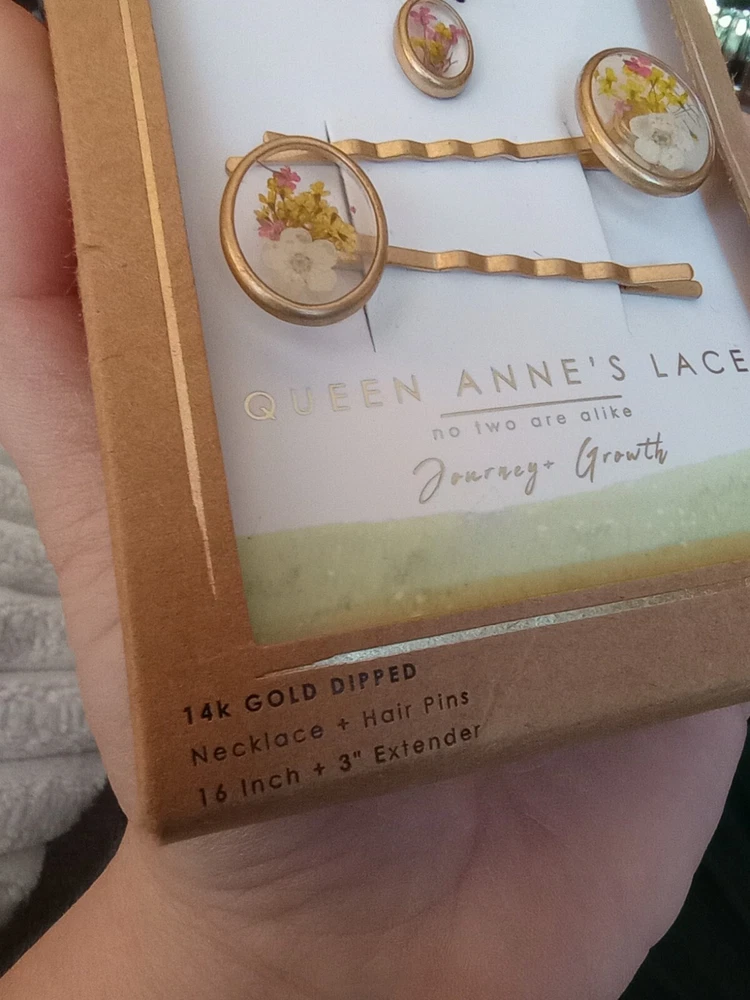 QUEEN ANNE'S LACE
no two are alike
Journey + Growth
14k GOLD DIPPED
Necklace + Hair Pins
16 Inch + 3" Extender